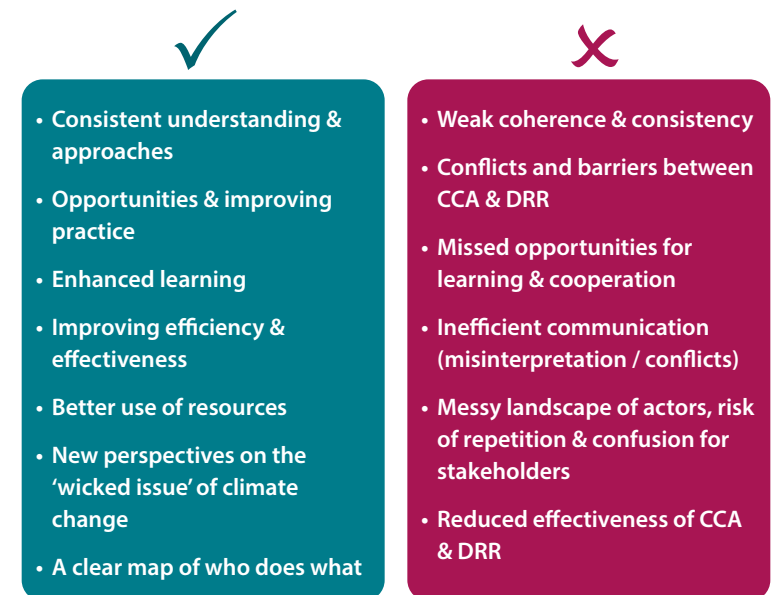 • Consistent understanding &
approaches
• Opportunities & improving
practice
• Enhanced learning
• Improving efficiency &
effectiveness
• Better use of resources
• New perspectives on the
‘wicked issue’ of climate
change
• A clear map of who does what
• Weak coherence & consistency
• Conflicts and barriers between
CCA & DRR
• Missed opportunities for
learning & cooperation
• Inefficient communication
(misinterpretation / conflicts)
• Messy landscape of actors, risk
of repetition & confusion for
stakeholders
• Reduced effectiveness of CCA
& DRR